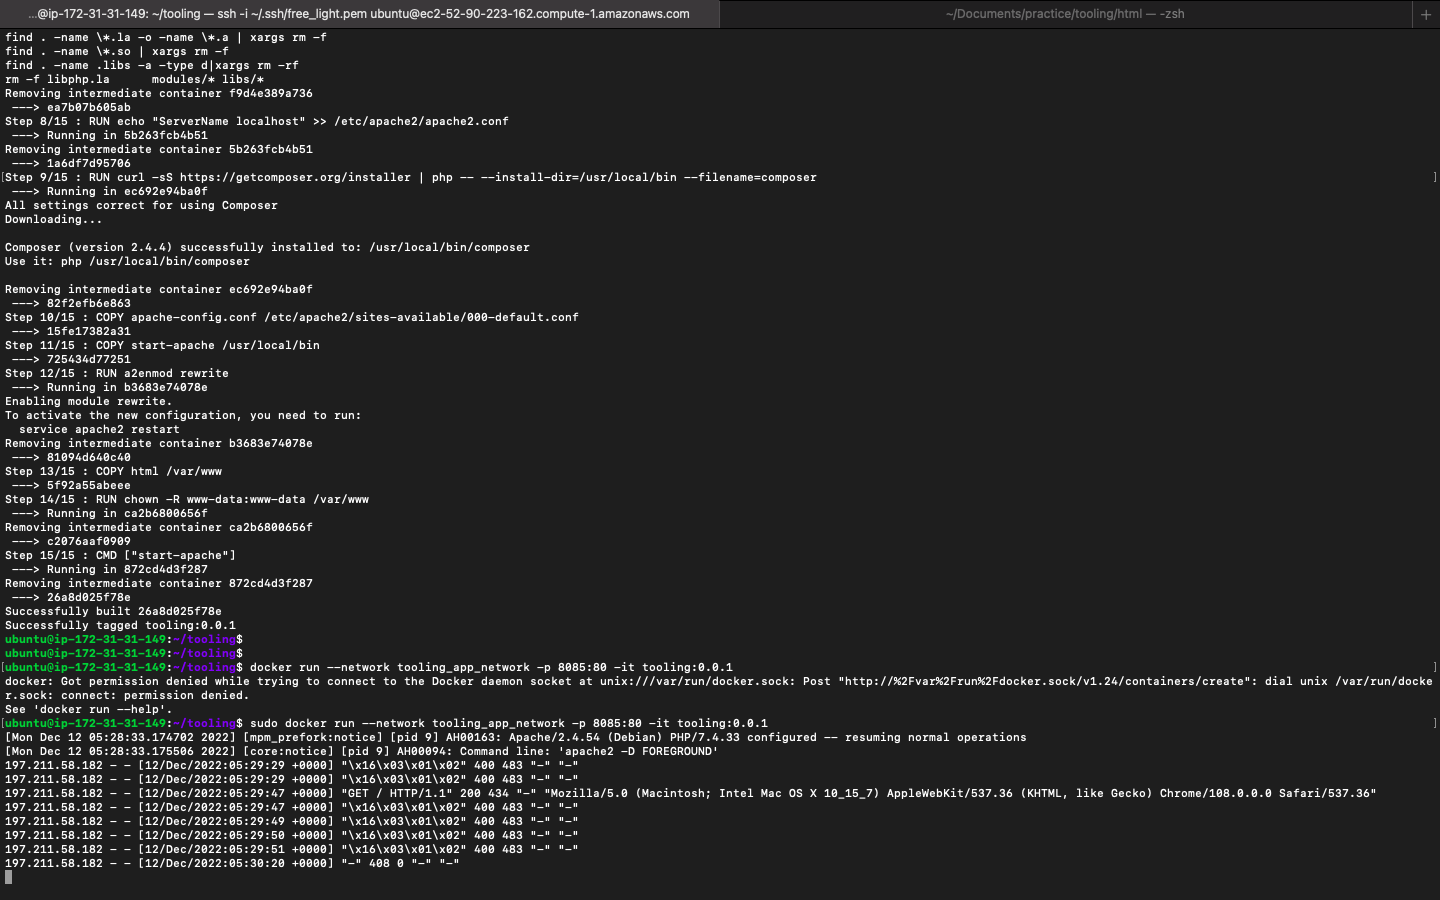 ...@ip-172-31-31-149: ~/tooling — ssh -i ~/.ssh/free_light.pem ubuntu@ec2-52-90-223-162.compute-1.amazonaws.com
~/Documents/practice/tooling/html — -zsh
+
find . -name \*.la -o -name \*.a | xargs rm -f
find . -name \*.so | xargs rm -f
find . -name .libs -a -type d|xargs rm -rf
rm -f libphp.la      modules/* libs/*
Removing intermediate container f9d4e389a736
 ---> ea7b07b605ab
Step 8/15 : RUN echo "ServerName localhost" >> /etc/apache2/apache2.conf
 ---> Running in 5b263fcb4b51
Removing intermediate container 5b263fcb4b51
 ---> 1a6df7d95706
[Step 9/15 : RUN curl -sS https://getcomposer.org/installer | php -- --install-dir=/usr/local/bin --filename=composer ]
 ---> Running in ec692e94ba0f
All settings correct for using Composer
Downloading...
Composer (version 2.4.4) successfully installed to: /usr/local/bin/composer
Use it: php /usr/local/bin/composer
Removing intermediate container ec692e94ba0f
 ---> 82f2efb6e863
Step 10/15 : COPY apache-config.conf /etc/apache2/sites-available/000-default.conf
 ---> 15fe17382a31
Step 11/15 : COPY start-apache /usr/local/bin
 ---> 725434d77251
Step 12/15 : RUN a2enmod rewrite
 ---> Running in b3683e74078e
Enabling module rewrite.
To activate the new configuration, you need to run:
  service apache2 restart
Removing intermediate container b3683e74078e
 ---> 81094d640c40
Step 13/15 : COPY html /var/www
 ---> 5f92a55abeee
Step 14/15 : RUN chown -R www-data:www-data /var/www
 ---> Running in ca2b6800656f
Removing intermediate container ca2b6800656f
 ---> c2076aaf0909
Step 15/15 : CMD ["start-apache"]
 ---> Running in 872cd4d3f287
Removing intermediate container 872cd4d3f287
 ---> 26a8d025f78e
Successfully built 26a8d025f78e
Successfully tagged tooling:0.0.1
ubuntu@ip-172-31-31-149:~/tooling$
ubuntu@ip-172-31-31-149:~/tooling$
[ubuntu@ip-172-31-31-149:~/tooling$ docker run --network tooling_app_network -p 8085:80 -it tooling:0.0.1 ]
docker: Got permission denied while trying to connect to the Docker daemon socket at unix:///var/run/docker.sock: Post "http://%2Fvar%2Frun%2Fdocker.sock/v1.24/containers/create": dial unix /var/run/docke
r.sock: connect: permission denied.
See 'docker run --help'.
[ubuntu@ip-172-31-31-149:~/tooling$ sudo docker run --network tooling_app_network -p 8085:80 -it tooling:0.0.1 ]
[Mon Dec 12 05:28:33.174702 2022] [mpm_prefork:notice] [pid 9] AH00163: Apache/2.4.54 (Debian) PHP/7.4.33 configured -- resuming normal operations
[Mon Dec 12 05:28:33.175506 2022] [core:notice] [pid 9] AH00094: Command line: 'apache2 -D FOREGROUND'
197.211.58.182 - - [12/Dec/2022:05:29:29 +0000] "\x16\x03\x01\x02" 400 483 "-" "-"
197.211.58.182 - - [12/Dec/2022:05:29:29 +0000] "\x16\x03\x01\x02" 400 483 "-" "-"
197.211.58.182 - - [12/Dec/2022:05:29:47 +0000] "GET / HTTP/1.1" 200 434 "-" "Mozilla/5.0 (Macintosh; Intel Mac OS X 10_15_7) AppleWebKit/537.36 (KHTML, like Gecko) Chrome/108.0.0.0 Safari/537.36"
197.211.58.182 - - [12/Dec/2022:05:29:47 +0000] "\x16\x03\x01\x02" 400 483 "-" "-"
197.211.58.182 - - [12/Dec/2022:05:29:49 +0000] "\x16\x03\x01\x02" 400 483 "-" "-"
197.211.58.182 - - [12/Dec/2022:05:29:50 +0000] "\x16\x03\x01\x02" 400 483 "-" "-"
197.211.58.182 - - [12/Dec/2022:05:29:51 +0000] "\x16\x03\x01\x02" 400 483 "-" "-"
197.211.58.182 - - [12/Dec/2022:05:30:20 +0000] "-" 408 0 "-" "-"